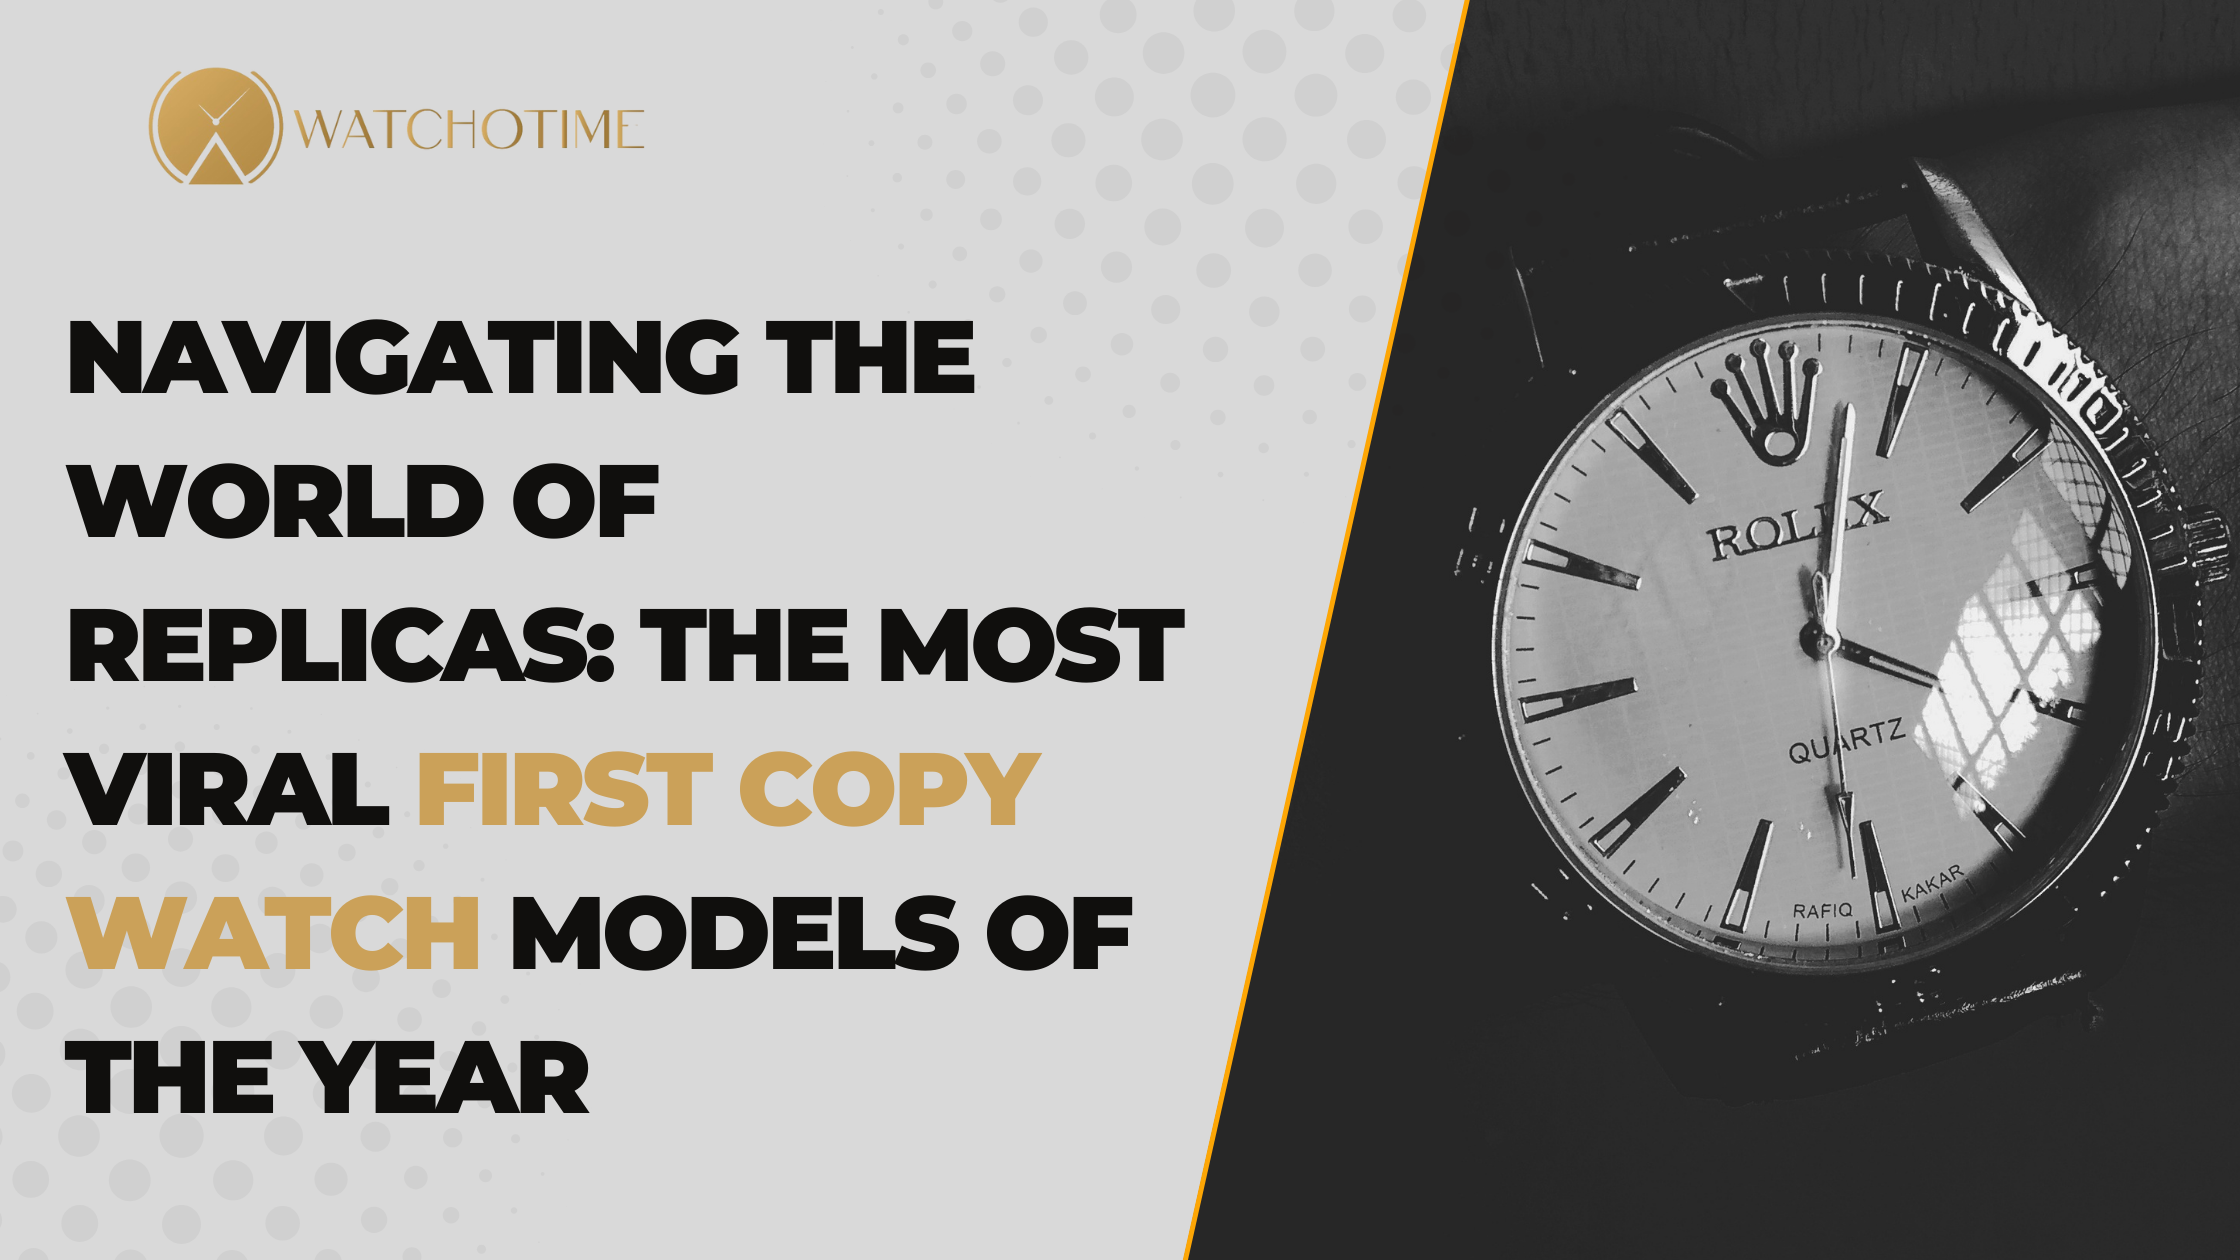 WATCHOTIME
NAVIGATING THE
WORLD OF
REPLICAS: THE MOST
VIRAL FIRST COPY
WATCH MODELS OF
THE YEAR
ROLEX
QUARTZ
RAFIQ KAKAR